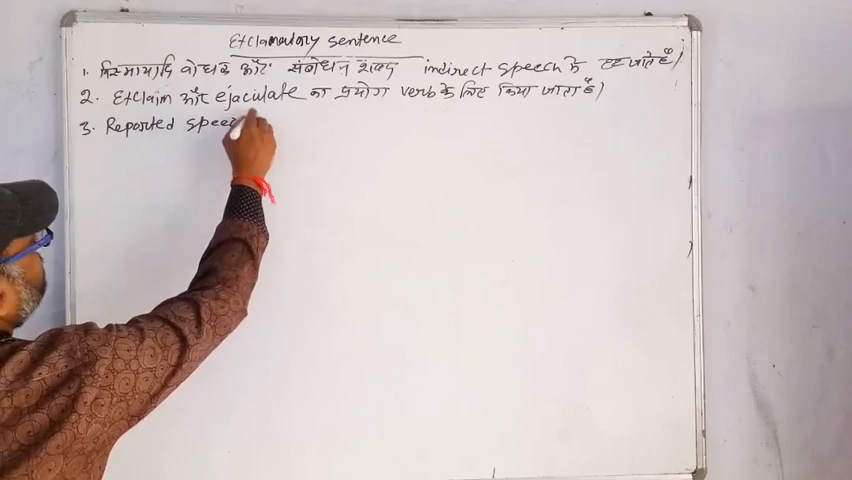 Exclamatory sentence
1. विस्मयादि बोधक और संबोधन शब्द indirect speech में हट जाते हैं।
2. Exclaim और ejaculate का प्रयोग verb के लिए किया जाता है।
3. Reported speec